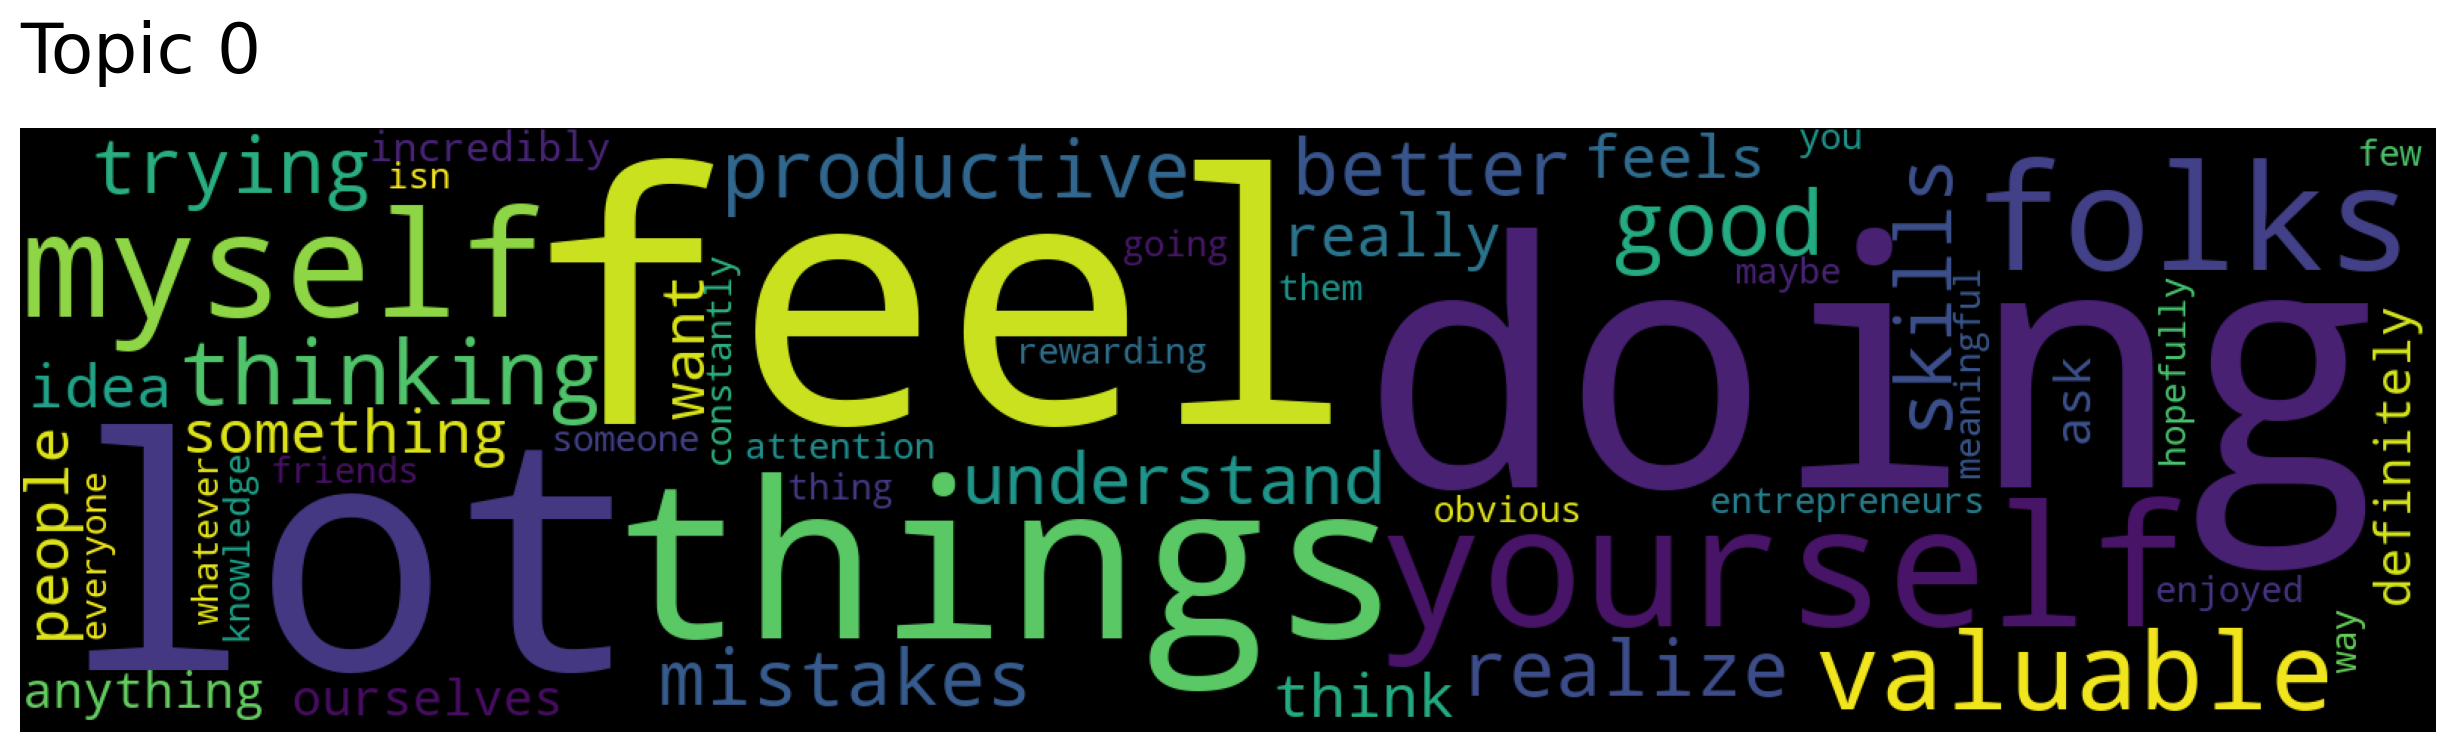 Topic 0
trying
incredibly
isn
productive
better
feels
you
few
myself
feel
really
good
skills
folks
going
them
maybe
doing
want
constantly
rewarding
thinking
idea
meaningful
ask
hopefully
definitely
something
someone
attention
understand
people
everyone
lot
whatever
knowledge
friends
things
thing
obvious
entrepreneurs
yourself
enjoyed
way
anything
ourselves
mistakes
think
realize
valuable